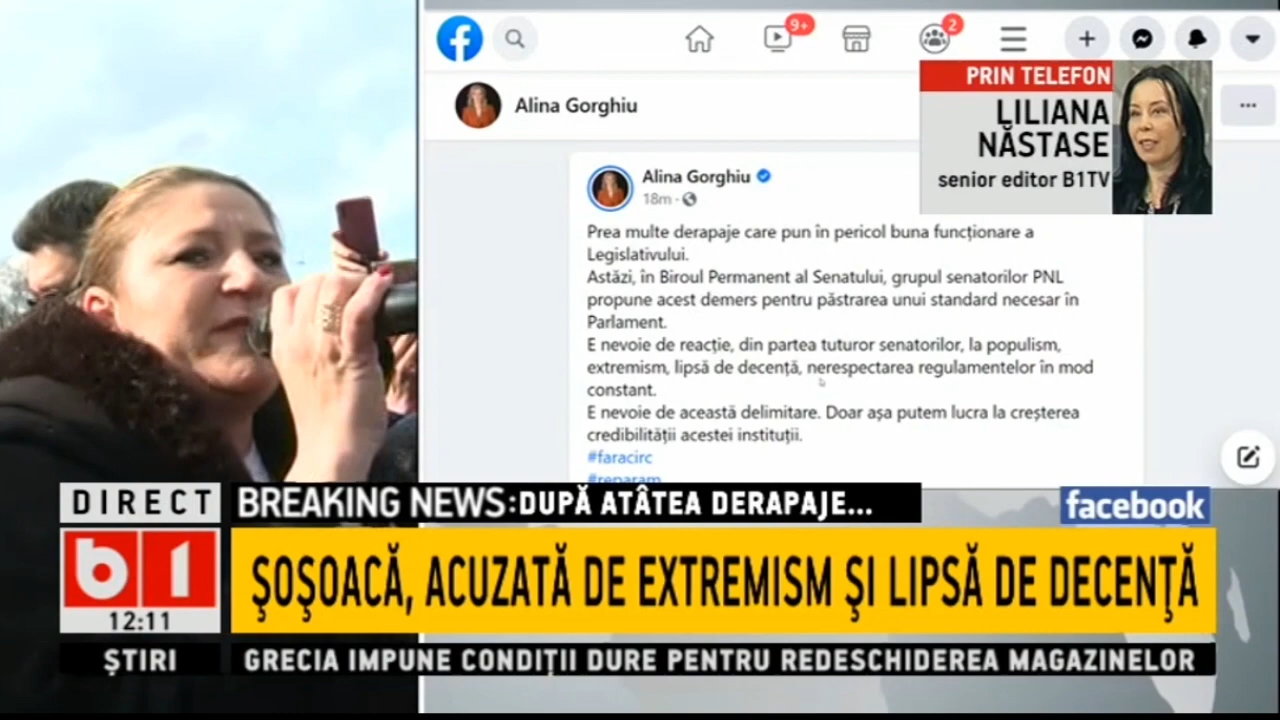 9+
2
Alina Gorghiu
PRIN TELEFON
LILIANA
NĂSTASE
senior editor B1TV
Alina Gorghiu
18m
Prea multe derapaje care pun în pericol buna funcționare a
Legislativului.
Astăzi, în Biroul Permanent al Senatului, grupul senatorilor PNL
propune acest demers pentru păstrarea unui standard necesar în
Parlament.
E nevoie de reacție, din partea tuturor senatorilor, la populism,
extremism, lipsă de decență, nerespectarea regulamentelor în mod
constant.
E nevoie de această delimitare. Doar așa putem lucra la creșterea
credibilității acestei instituții.
#faracirc
#reparam
DIRECT
BREAKING NEWS: DUPĂ ATÂTEA DERAPAJE...
facebook
b1
ŞOŞOACĂ, ACUZATĂ DE EXTREMISM ŞI LIPSĂ DE DECENŢĂ
12:11
ȘTIRI
GRECIA IMPUNE CONDIȚII DURE PENTRU REDESCHIDEREA MAGAZINELOR